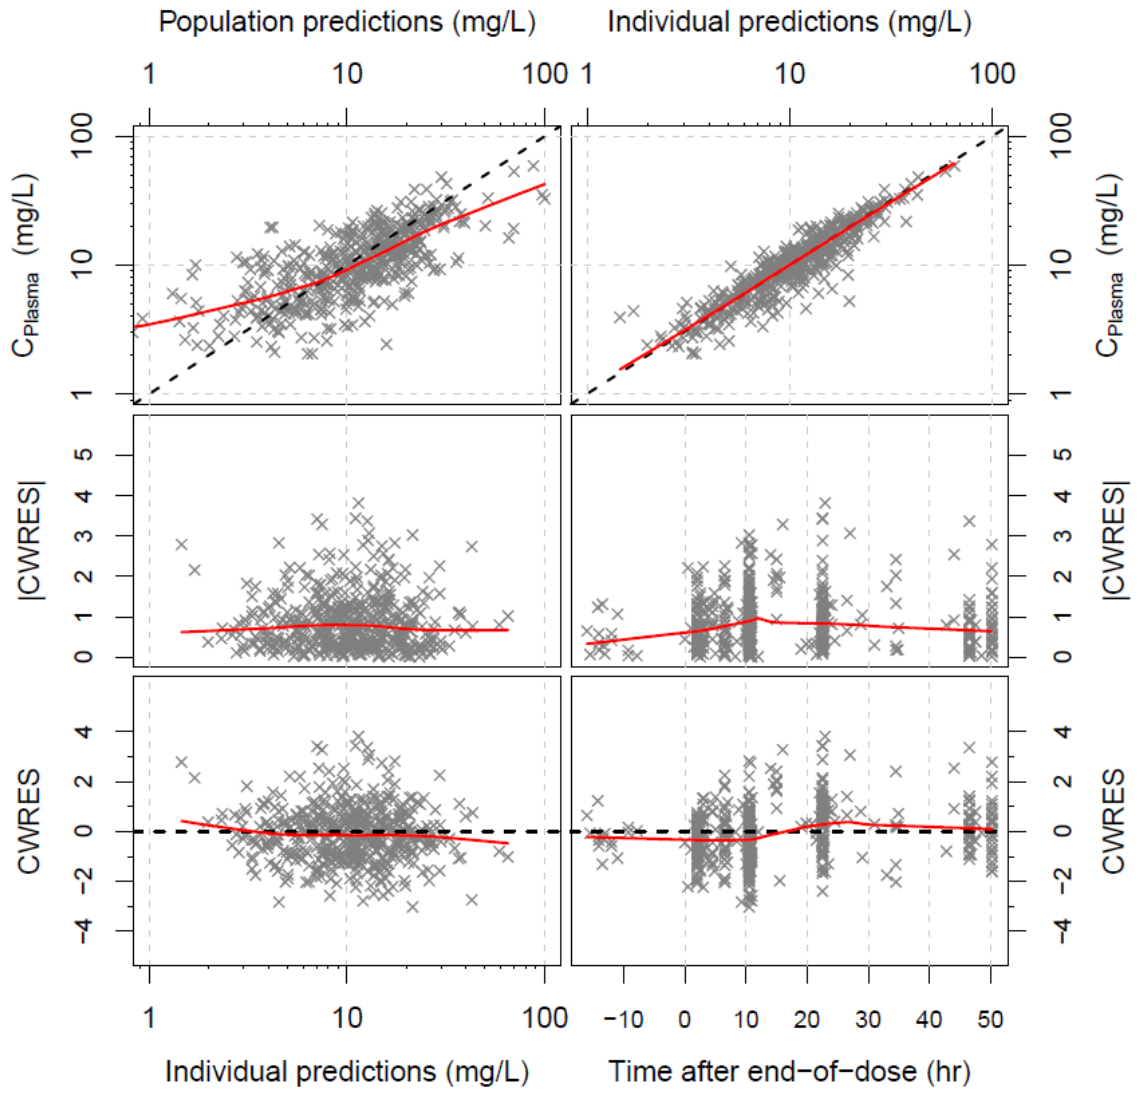 Population predictions (mg/L) Individual predictions (mg/L)
1 10 100 1 10 100
C Plasma (mg/L)
100
10
1
100
10
1
C Plasma (mg/L)
|CWRES|
5
4
3
2
1
0
5
4
3
2
1
0
|CWRES|
CWRES
4
2
0
−2
−4
4
2
0
−2
−4
CWRES
1 10 100 −10 0 10 20 30 40 50
Individual predictions (mg/L) Time after end−of−dose (hr)